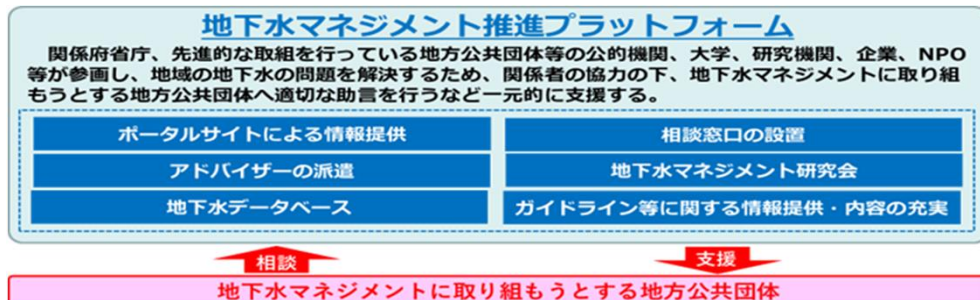 地下水マネジメント推進プラットフォーム
関係府省庁、先進的な取組を行っている地方公共団体等の公的機関、大学、研究機関、企業、NPO
等が参画し、地域の地下水の問題を解決するため、関係者の協力の下、地下水マネジメントに取り組
もうとする地方公共団体へ適切な助言を行うなど一元的に支援する。
ポータルサイトによる情報提供
相談窓口の設置
アドバイザーの派遣
地下水マネジメント研究会
地下水データベース
ガイドライン等に関する情報提供・内容の充実
相談
支援
地下水マネジメントに取り組もうとする地方公共団体